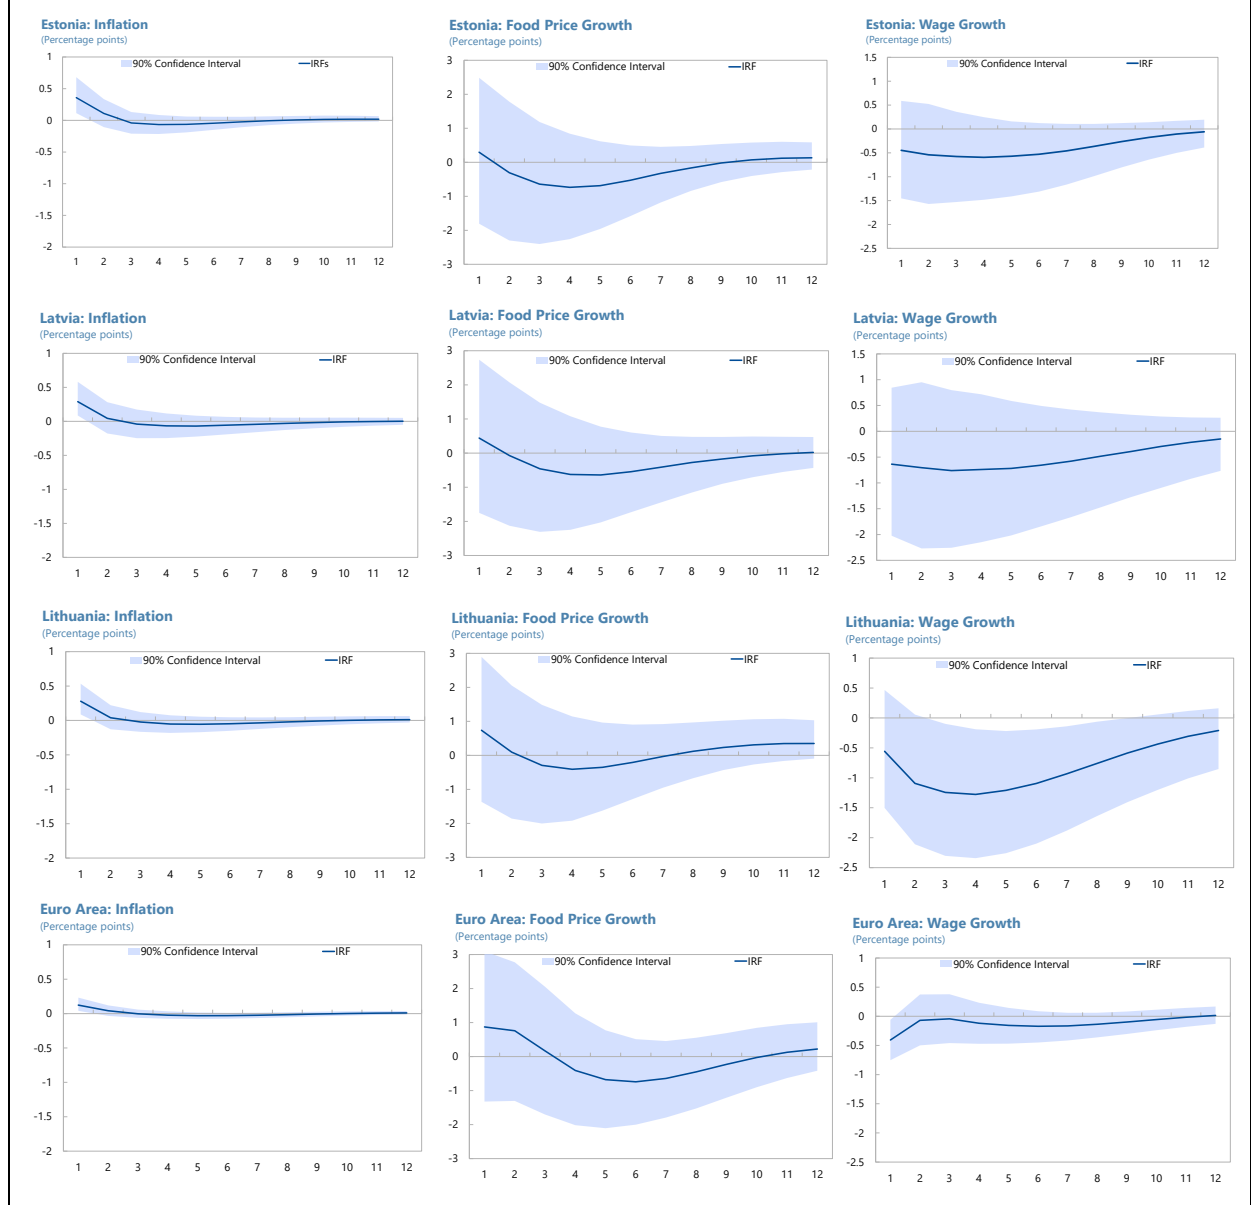 Estonia: Inflation
(Percentage points)
90% Confidence Interval IRFs
1
0.5
0
-0.5
-1
-1.5
-2
1 2 3 4 5 6 7 8 9 10 11 12
Estonia: Food Price Growth
(Percentage points)
90% Confidence Interval IRF
3
2
1
0
-1
-2
-3
1 2 3 4 5 6 7 8 9 10 11 12
Estonia: Wage Growth
(Percentage points)
90% Confidence Interval IRF
1.5
1
0.5
0
-0.5
-1
-1.5
-2
-2.5
1 2 3 4 5 6 7 8 9 10 11 12
Latvia: Inflation
(Percentage points)
90% Confidence Interval IRF
1
0.5
0
-0.5
-1
-1.5
-2
1 2 3 4 5 6 7 8 9 10 11 12
Latvia: Food Price Growth
(Percentage points)
90% Confidence Interval IRF
3
2
1
0
-1
-2
-3
1 2 3 4 5 6 7 8 9 10 11 12
Latvia: Wage Growth
(Percentage points)
90% Confidence Interval IRF
1.5
1
0.5
0
-0.5
-1
-1.5
-2
-2.5
1 2 3 4 5 6 7 8 9 10 11 12
Lithuania: Inflation
(Percentage points)
90% Confidence Interval IRF
1
0.5
0
-0.5
-1
-1.5
-2
1 2 3 4 5 6 7 8 9 10 11 12
Lithuania: Food Price Growth
(Percentage points)
90% Confidence Interval IRF
3
2
1
0
-1
-2
-3
1 2 3 4 5 6 7 8 9 10 11 12
Lithuania: Wage Growth
(Percentage points)
90% Confidence Interval IRF
1
0.5
0
-0.5
-1
-1.5
-2
-2.5
1 2 3 4 5 6 7 8 9 10 11 12
Euro Area: Inflation
(Percentage points)
90% Confidence Interval IRF
1
0.5
0
-0.5
-1
-1.5
-2
1 2 3 4 5 6 7 8 9 10 11 12
Euro Area: Food Price Growth
(Percentage points)
90% Confidence Interval IRF
3
2
1
0
-1
-2
-3
1 2 3 4 5 6 7 8 9 10 11 12
Euro Area: Wage Growth
(Percentage points)
90% Confidence Interval IRF
1
0.5
0
-0.5
-1
-1.5
-2
-2.5
1 2 3 4 5 6 7 8 9 10 11 12